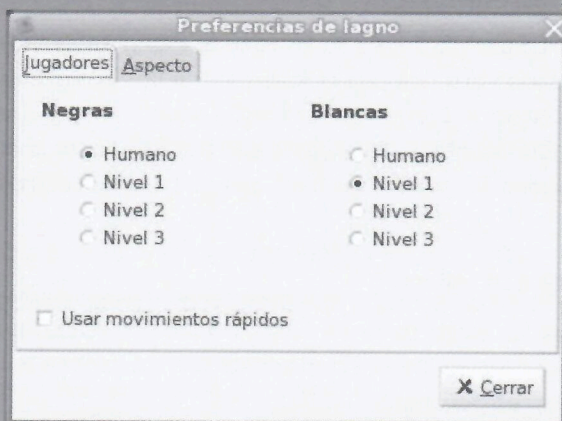 Preferencias de Iagno
Jugadores Aspecto
Negras Blancas
Humano Humano
Nivel 1 Nivel 1
Nivel 2 Nivel 2
Nivel 3 Nivel 3
Usar movimientos rápidos
Cerrar